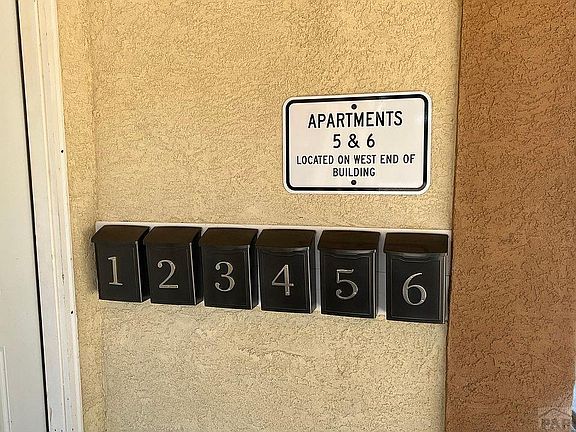 APARTMENTS
5 & 6
LOCATED ON WEST END OF
BUILDING
1 2 3 4 5 6